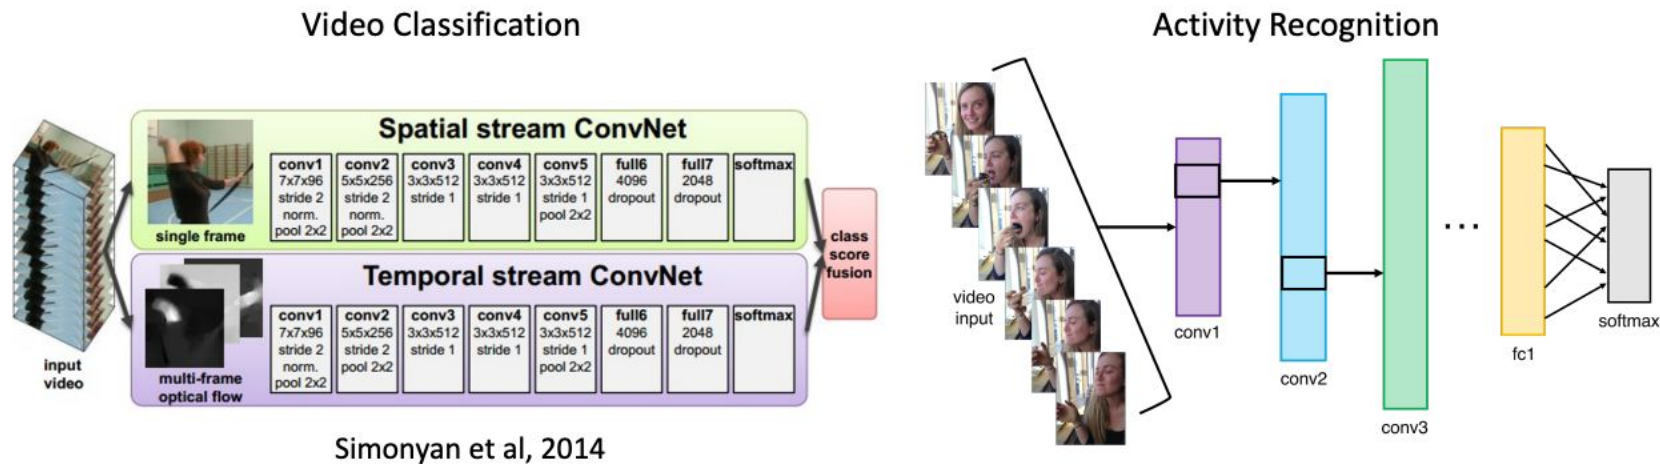 Video Classification
Activity Recognition
input
video
Spatial stream ConvNet
single frame
conv1
7x7x96
stride 2
norm.
pool 2x2
conv2
5x5x256
stride 2
norm.
pool 2x2
conv3
3x3x512
stride 1
conv4
3x3x512
stride 1
conv5
3x3x512
stride 1
pool 2x2
full6
4096
dropout
full7
2048
dropout
softmax
Temporal stream ConvNet
multi-frame
optical flow
conv1
7x7x96
stride 2
norm.
pool 2x2
conv2
5x5x256
stride 2
pool 2x2
conv3
3x3x512
stride 1
conv4
3x3x512
stride 1
conv5
3x3x512
stride 1
pool 2x2
full6
4096
dropout
full7
2048
dropout
softmax
class
score
fusion
Simonyan et al, 2014
video
input
conv1
conv2
conv3
...
fc1
softmax